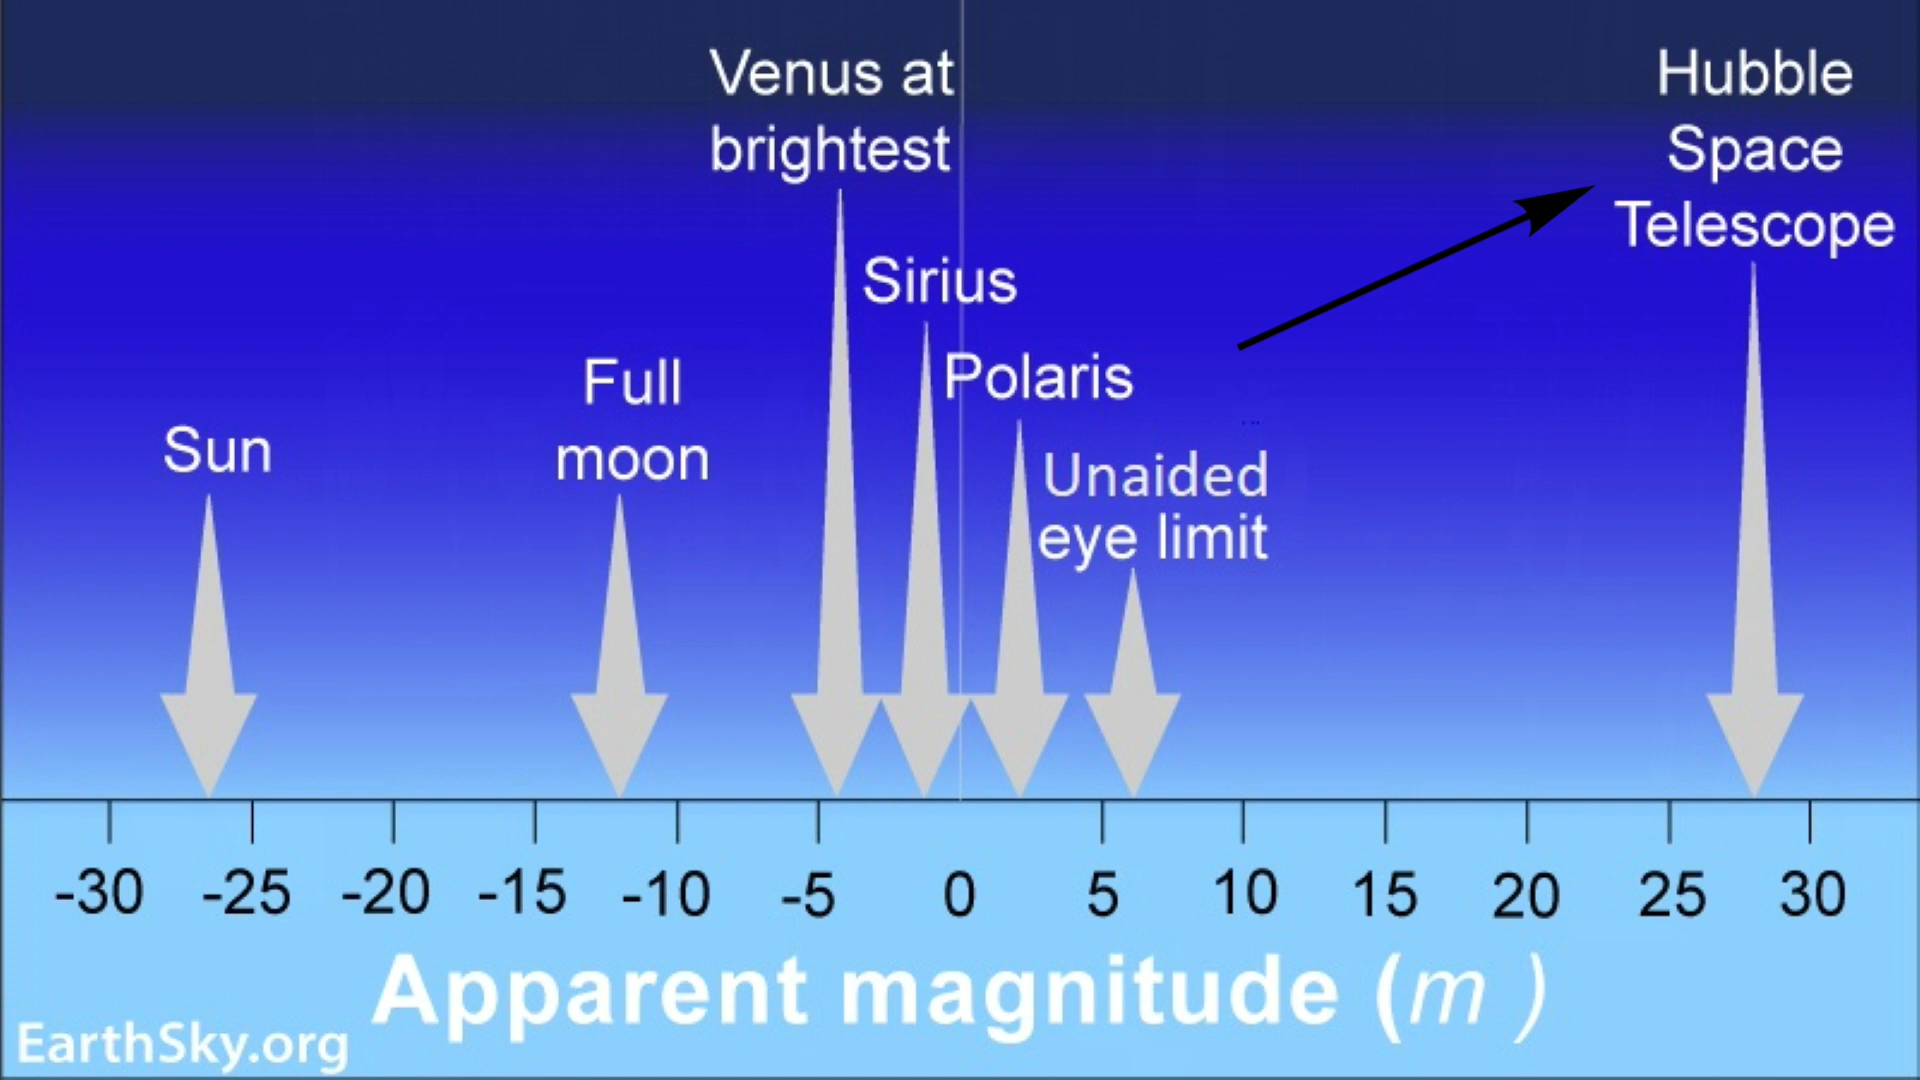 Venus at
brightest
Hubble
Space
Telescope
Sirius
Polaris
Full
moon
Sun
Unaided
eye limit
-30 -25 -20 -15 -10 -5 0 5 10 15 20 25 30
Apparent magnitude (m )
EarthSky.org